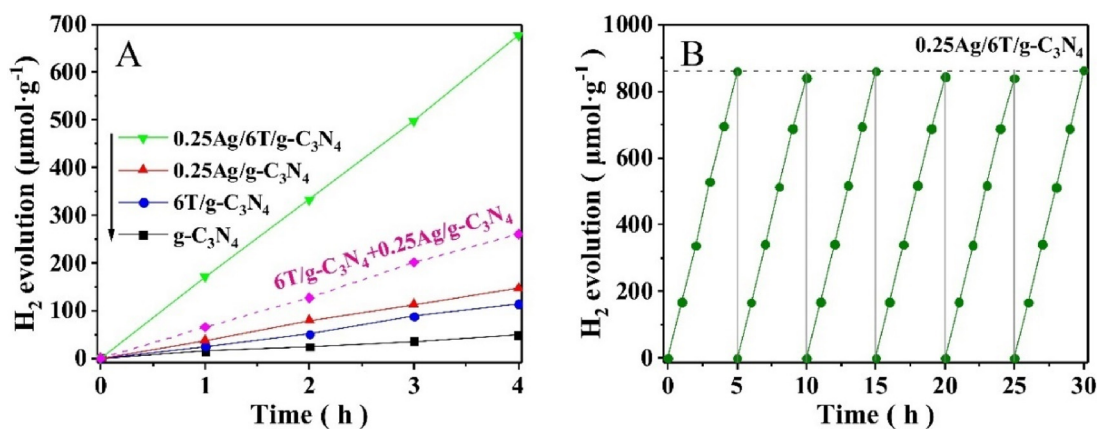 A
H₂ evolution (μmol·g⁻¹)
700
600
500
400
300
200
100
0
0.25Ag/6T/g-C₃N₄
0.25Ag/g-C₃N₄
6T/g-C₃N₄
g-C₃N₄
6T/g-C₃N₄+0.25Ag/g-C₃N₄
0 1 2 3 4
Time ( h )
B
0.25Ag/6T/g-C₃N₄
H₂ evolution ( μmol·g⁻¹)
1000
800
600
400
200
0
0 5 10 15 20 25 30
Time ( h )